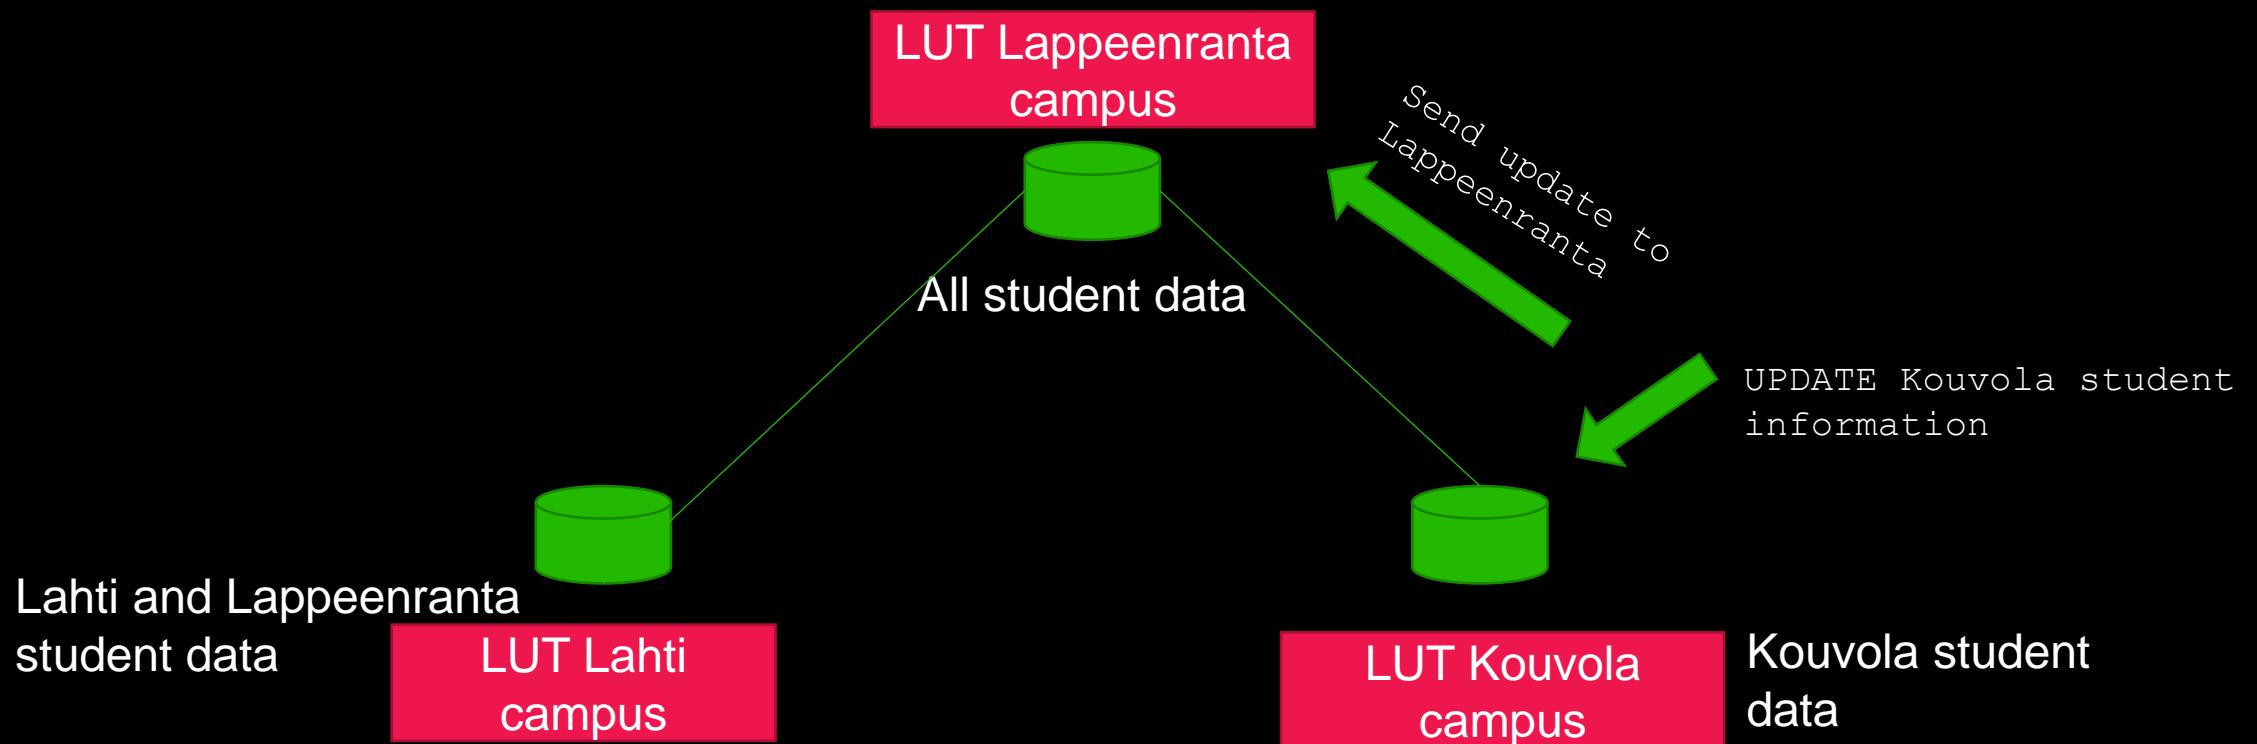 LUT Lappeenranta
campus
Send update to
Lappeenranta
All student data
UPDATE Kouvola student
information
Lahti and Lappeenranta
student data
LUT Lahti
campus
LUT Kouvola
campus
Kouvola student
data